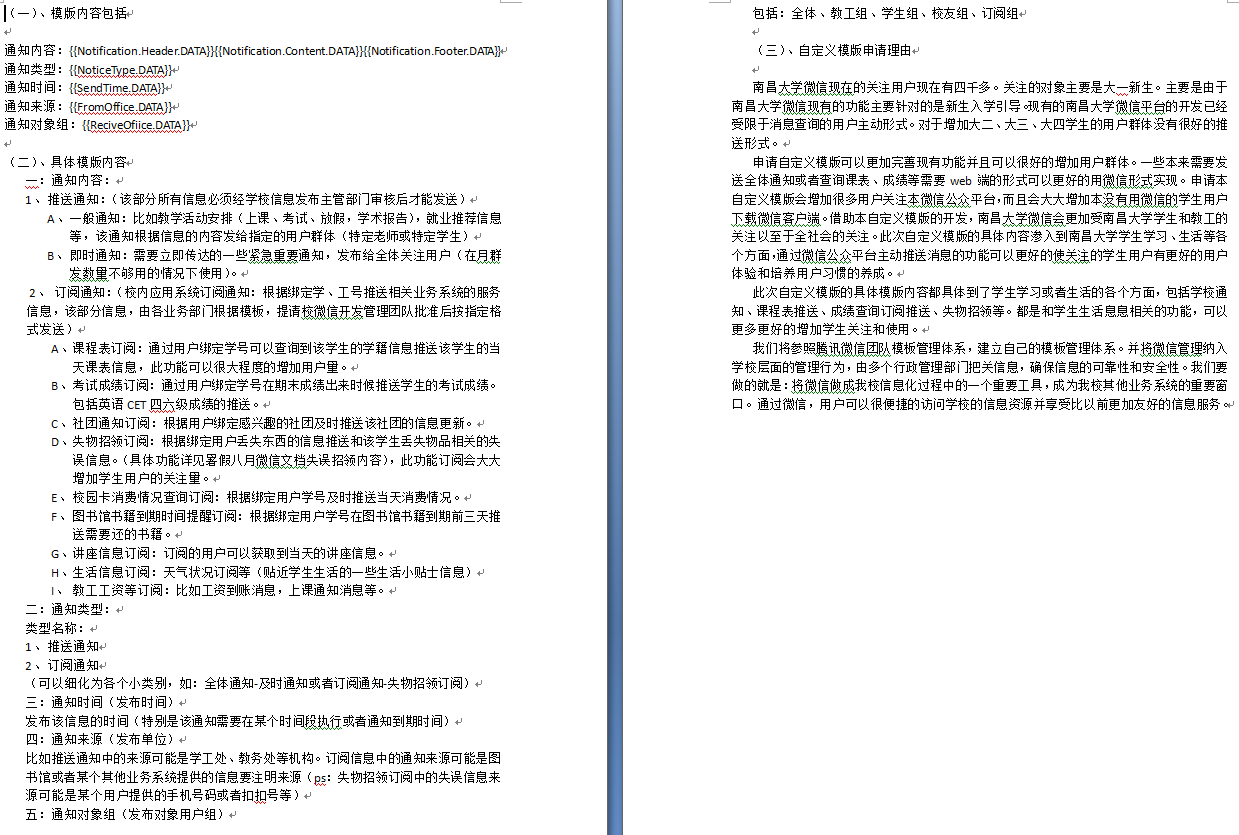 （一）、模版内容包括
通知内容：{{Notification.Header.DATA}}{{Notification.Content.DATA}}{{Notification.Footer.DATA}}
通知类型：{{NoticeType.DATA}}
通知时间：{{SendTime.DATA}}
通知来源：{{FromOffice.DATA}}
通知对象组：{{ReciveOfiice.DATA}}
（二）、具体模版内容
一：通知内容：
1、推送通知：（该部分所有信息必须经学校信息发布主管部门审核后才能发送）
A、一般通知：比如教学活动安排（上课、考试、放假，学术报告），就业推荐信息
等，该通知根据信息的内容发给指定的用户群体（特定老师或特定学生）
B、即时通知：需要立即传达的一些紧急重要通知，发布给全体关注用户（在月群
发数量不够用的情况下使用）。
2、 订阅通知：（校内应用系统订阅通知：根据绑定学、工号推送相关业务系统的服务
信息，该部分信息，由各业务部门根据模板，提请校微信开发管理团队批准后按指定格
式发送）
A、课程表订阅：通过用户绑定学号可以查询到该学生的学籍信息推送该学生的当
天课表信息，此功能可以很大程度的增加用户量。
B、考试成绩订阅：通过用户绑定学号在期末成绩出来时候推送学生的考试成绩。
包括英语 CET 四六级成绩的推送。
C、社团通知订阅：根据用户绑定感兴趣的社团及时推送该社团的信息更新。
D、失物招领订阅：根据绑定用户丢失东西的信息推送和该学生丢失物品相关的失
误信息。（具体功能详见署假八月微信文档失误招领内容），此功能订阅会大大
增加学生用户的关注量。
E、校园卡消费情况查询订阅：根据绑定用户学号及时推送当天消费情况。
F、图书馆书籍到期时间提醒订阅：根据绑定用户学号在图书馆书籍到期前三天推
送需要还的书籍。
G、讲座信息订阅：订阅的用户可以获取到当天的讲座信息。
H、生活信息订阅：天气状况订阅等（贴近学生生活的一些生活小贴士信息）
I、 教工工资等订阅：比如工资到账消息，上课通知消息等。
二：通知类型：
类型名称：
1、推送通知
2、订阅通知
（可以细化为各个小类别，如：全体通知-及时通知或者订阅通知-失物招领订阅）
三：通知时间（发布时间）
发布该信息的时间（特别是该通知需要在某个时间段执行或者通知到期时间）
四：通知来源（发布单位）
比如推送通知中的来源可能是学工处、教务处等机构。订阅信息中的通知来源可能是图
书馆或者某个其他业务系统提供的信息要注明来源（ps：失物招领订阅中的失误信息来
源可能是某个用户提供的手机号码或者扣扣号等）
五：通知对象组（发布对象用户组）
包括：全体、教工组、学生组、校友组、订阅组
（三）、自定义模版申请理由
南昌大学微信现在的关注用户现在有四千多。关注的对象主要是大一新生。主要是由于
南昌大学微信现有的功能主要针对的是新生入学引导。现有的南昌大学微信平台的开发已经
受限于消息查询的用户主动形式。对于增加大二、大三、大四学生的用户群体没有很好的推
送形式。
申请自定义模版可以更加完善现有功能并且可以很好的增加用户群体。一些本来需要发
送全体通知或者查询课表、成绩等需要 web 端的形式可以更好的用微信形式实现。申请本
自定义模版会增加很多用户关注本微信公众平台，而且会大大增加本没有用微信的学生用户
下载微信客户端。借助本自定义模版的开发，南昌大学微信会更加受南昌大学学生和教工的
关注以至于全社会的关注。此次自定义模版的具体内容渗入到南昌大学学生学习、生活等各
个方面，通过微信公众平台主动推送消息的功能可以更好的使关注的学生用户有更好的用户
体验和培养用户习惯的养成。
此次自定义模版的具体模版内容都具体到了学生学习或者生活的各个方面，包括学校通
知、课程表推送、成绩查询订阅推送、失物招领等。都是和学生生活息息相关的功能，可以
更多更好的增加学生关注和使用。
我们将参照腾讯微信团队模板管理体系，建立自己的模板管理体系。并将微信管理纳入
学校层面的管理行为，由多个行政管理部门把关信息，确保信息的可靠性和安全性。我们要
做的就是：将微信做成我校信息化过程中的一个重要工具，成为我校其他业务系统的重要窗
口。通过微信，用户可以很便捷的访问学校的信息资源并享受比以前更加友好的信息服务。